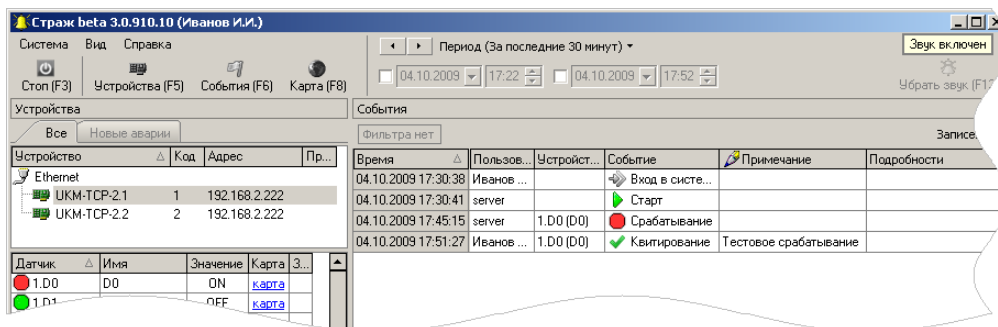 Страж beta 3.0.910.10 (Иванов И.И.)
Система Вид Справка
Период (За последние 30 минут)
Звук включен
04.10.2009 17:22 04.10.2009 17:52
Стоп (F3) Устройства (F5) События (F6) Карта (F8)
Убрать звук (F12
Устройства
События
Все Новые аварии
Фильтра нет
Записе
Устройство Код Адрес Пр...
Время Пользов... Устройст... Событие Примечание Подробности
Ethernet
04.10.2009 17:30:38 Иванов ... Вход в систе...
UKM-TCP-2.1 1 192.168.2.222
04.10.2009 17:30:41 server Старт
UKM-TCP-2.2 2 192.168.2.222
04.10.2009 17:45:15 server 1.D0 (D0) Срабатывание
04.10.2009 17:51:27 Иванов ... 1.D0 (D0) Квитирование Тестовое срабатывание
Датчик Имя Значение Карта З...
1.D0 D0 ON карта
1.D1 OFF карта